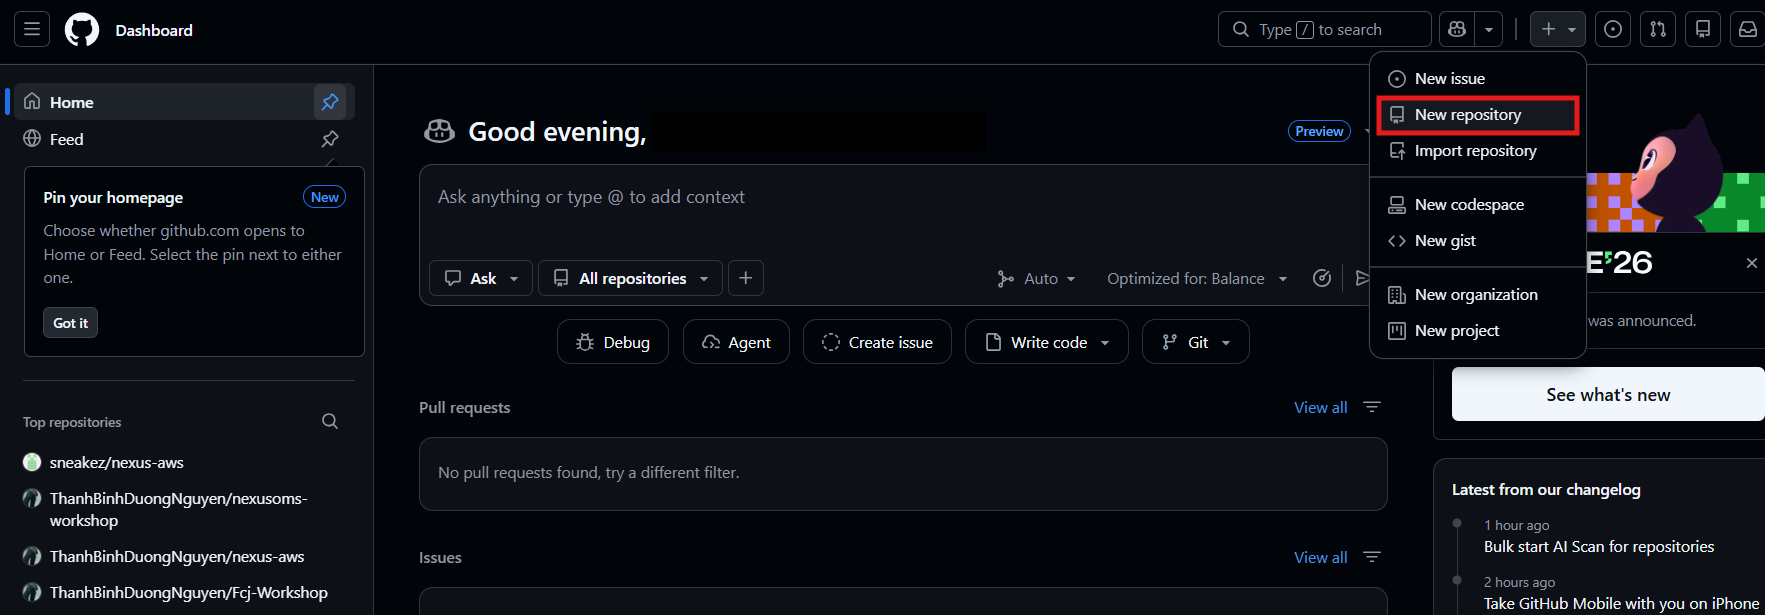 Dashboard
Type / to search
Home
Feed
Pin your homepage
New
Choose whether github.com opens to
Home or Feed. Select the pin next to either
one.
Got it
Top repositories
sneakez/nexus-aws
ThanhBinhDuongNguyen/nexusoms-
workshop
ThanhBinhDuongNguyen/nexus-aws
ThanhBinhDuongNguyen/Fcj-Workshop
Good evening,
Preview
Ask anything or type @ to add context
Ask
All repositories
Auto
Optimized for: Balance
Debug
Agent
Create issue
Write code
Git
Pull requests
View all
No pull requests found, try a different filter.
Issues
View all
New issue
New repository
Import repository
New codespace
New gist
New organization
New project
E'26
was announced.
See what's new
Latest from our changelog
1 hour ago
Bulk start AI Scan for repositories
2 hours ago
Take GitHub Mobile with you on iPhone